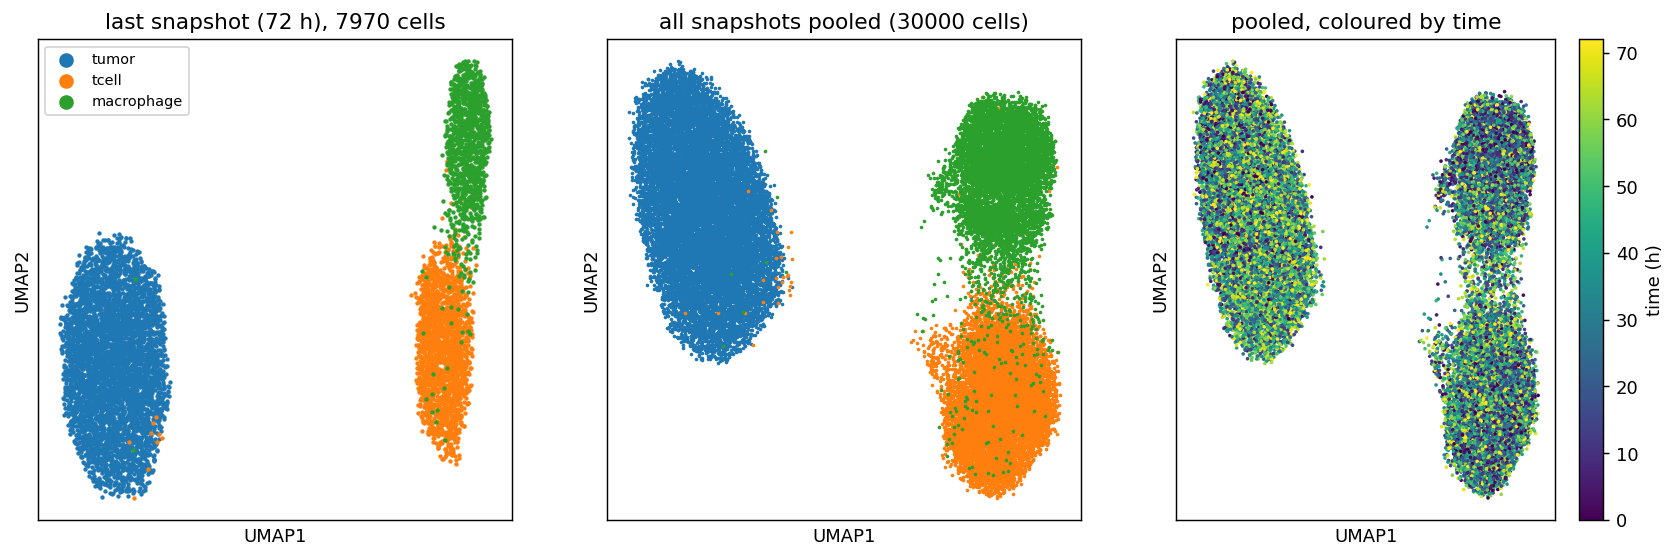 last snapshot (72 h), 7970 cells
tumor
tcell
macrophage
UMAP2
UMAP1
all snapshots pooled (30000 cells)
UMAP2
UMAP1
pooled, coloured by time
UMAP2
UMAP1
70
60
50
40
30
20
10
0
time (h)